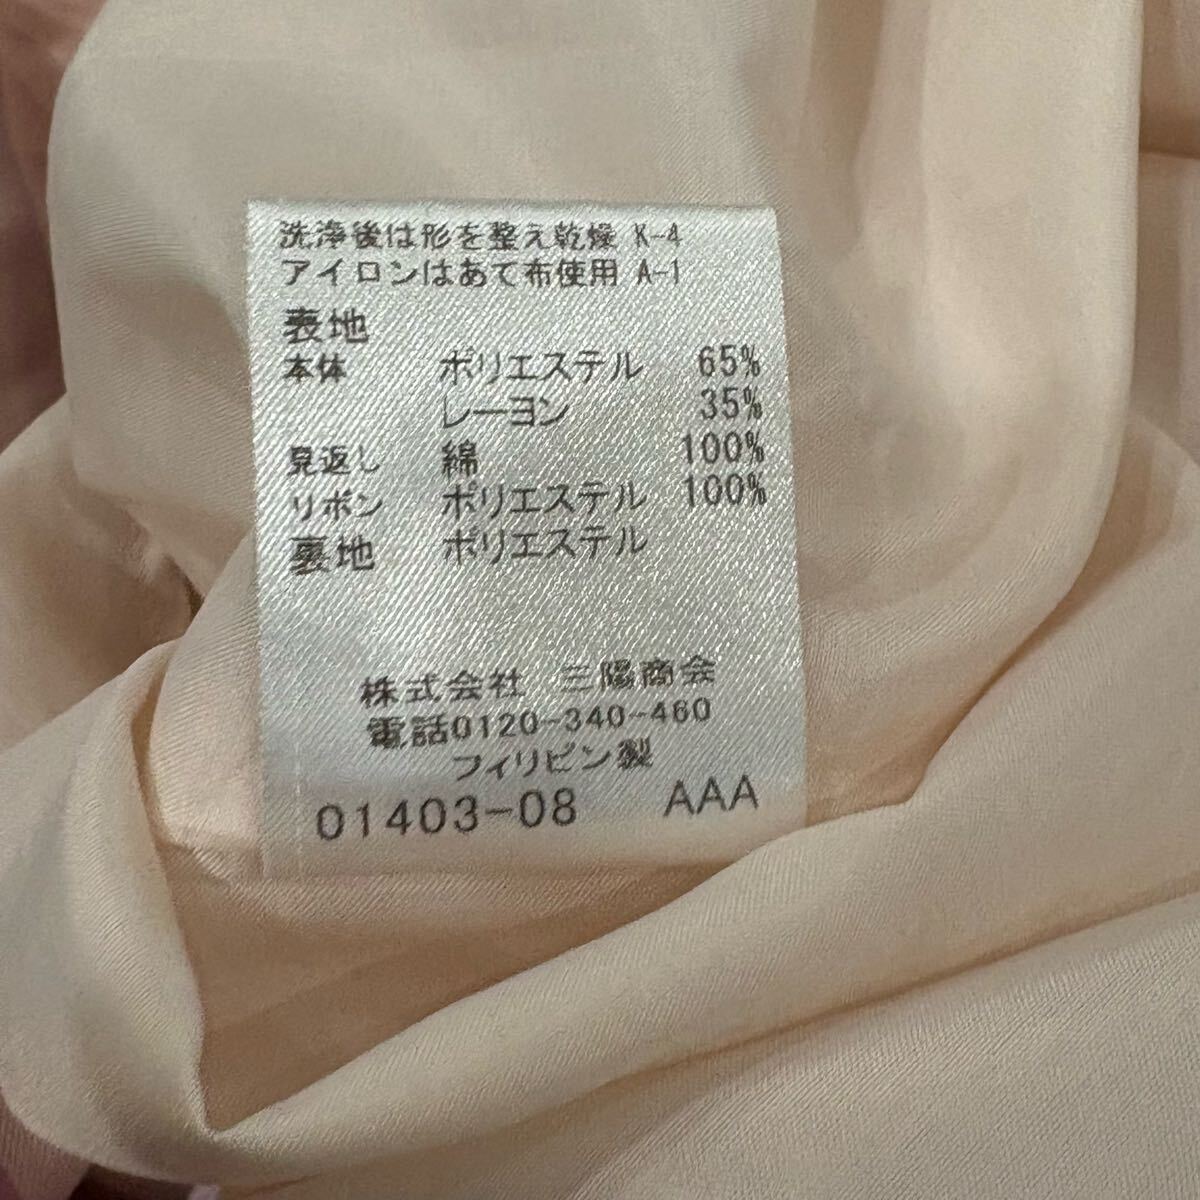 洗浄後は形を整え乾燥 K-4
アイロンはあて布使用 A-1
表地
本体 ポリエステル 65%
レーヨン 35%
見返し 綿 100%
リボン ポリエステル 100%
裏地 ポリエステル
株式会社 三陽商会
電話0120-340-460
フィリピン製
01403-08 AAA